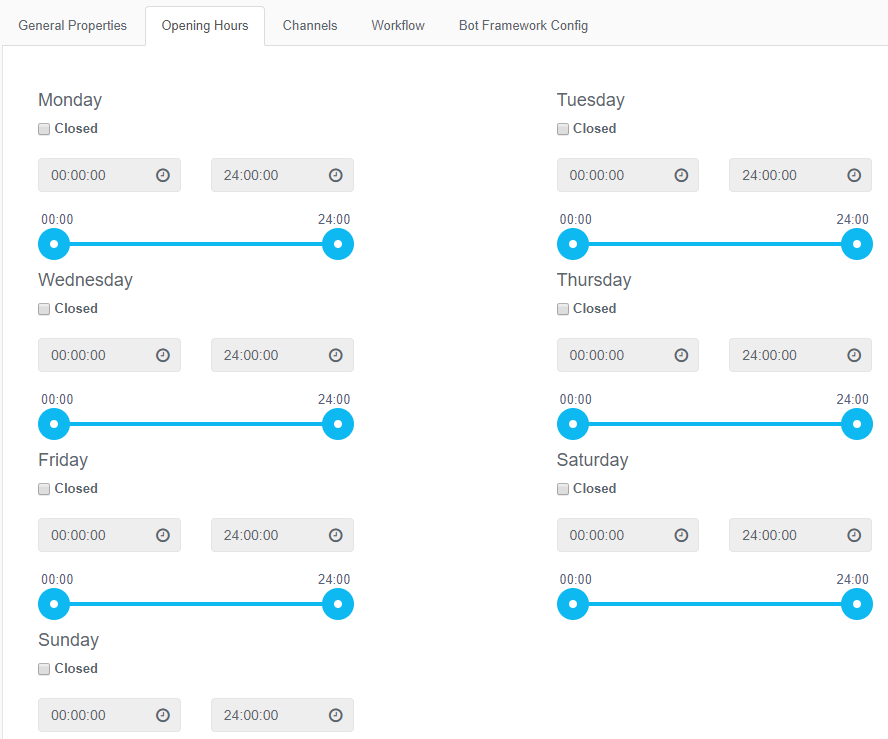 General Properties Opening Hours Channels Workflow Bot Framework Config
Monday
Closed
00:00:00 24:00:00
00:00 24:00
Tuesday
Closed
00:00:00 24:00:00
00:00 24:00
Wednesday
Closed
00:00:00 24:00:00
00:00 24:00
Thursday
Closed
00:00:00 24:00:00
00:00 24:00
Friday
Closed
00:00:00 24:00:00
00:00 24:00
Saturday
Closed
00:00:00 24:00:00
00:00 24:00
Sunday
Closed
00:00:00 24:00:00